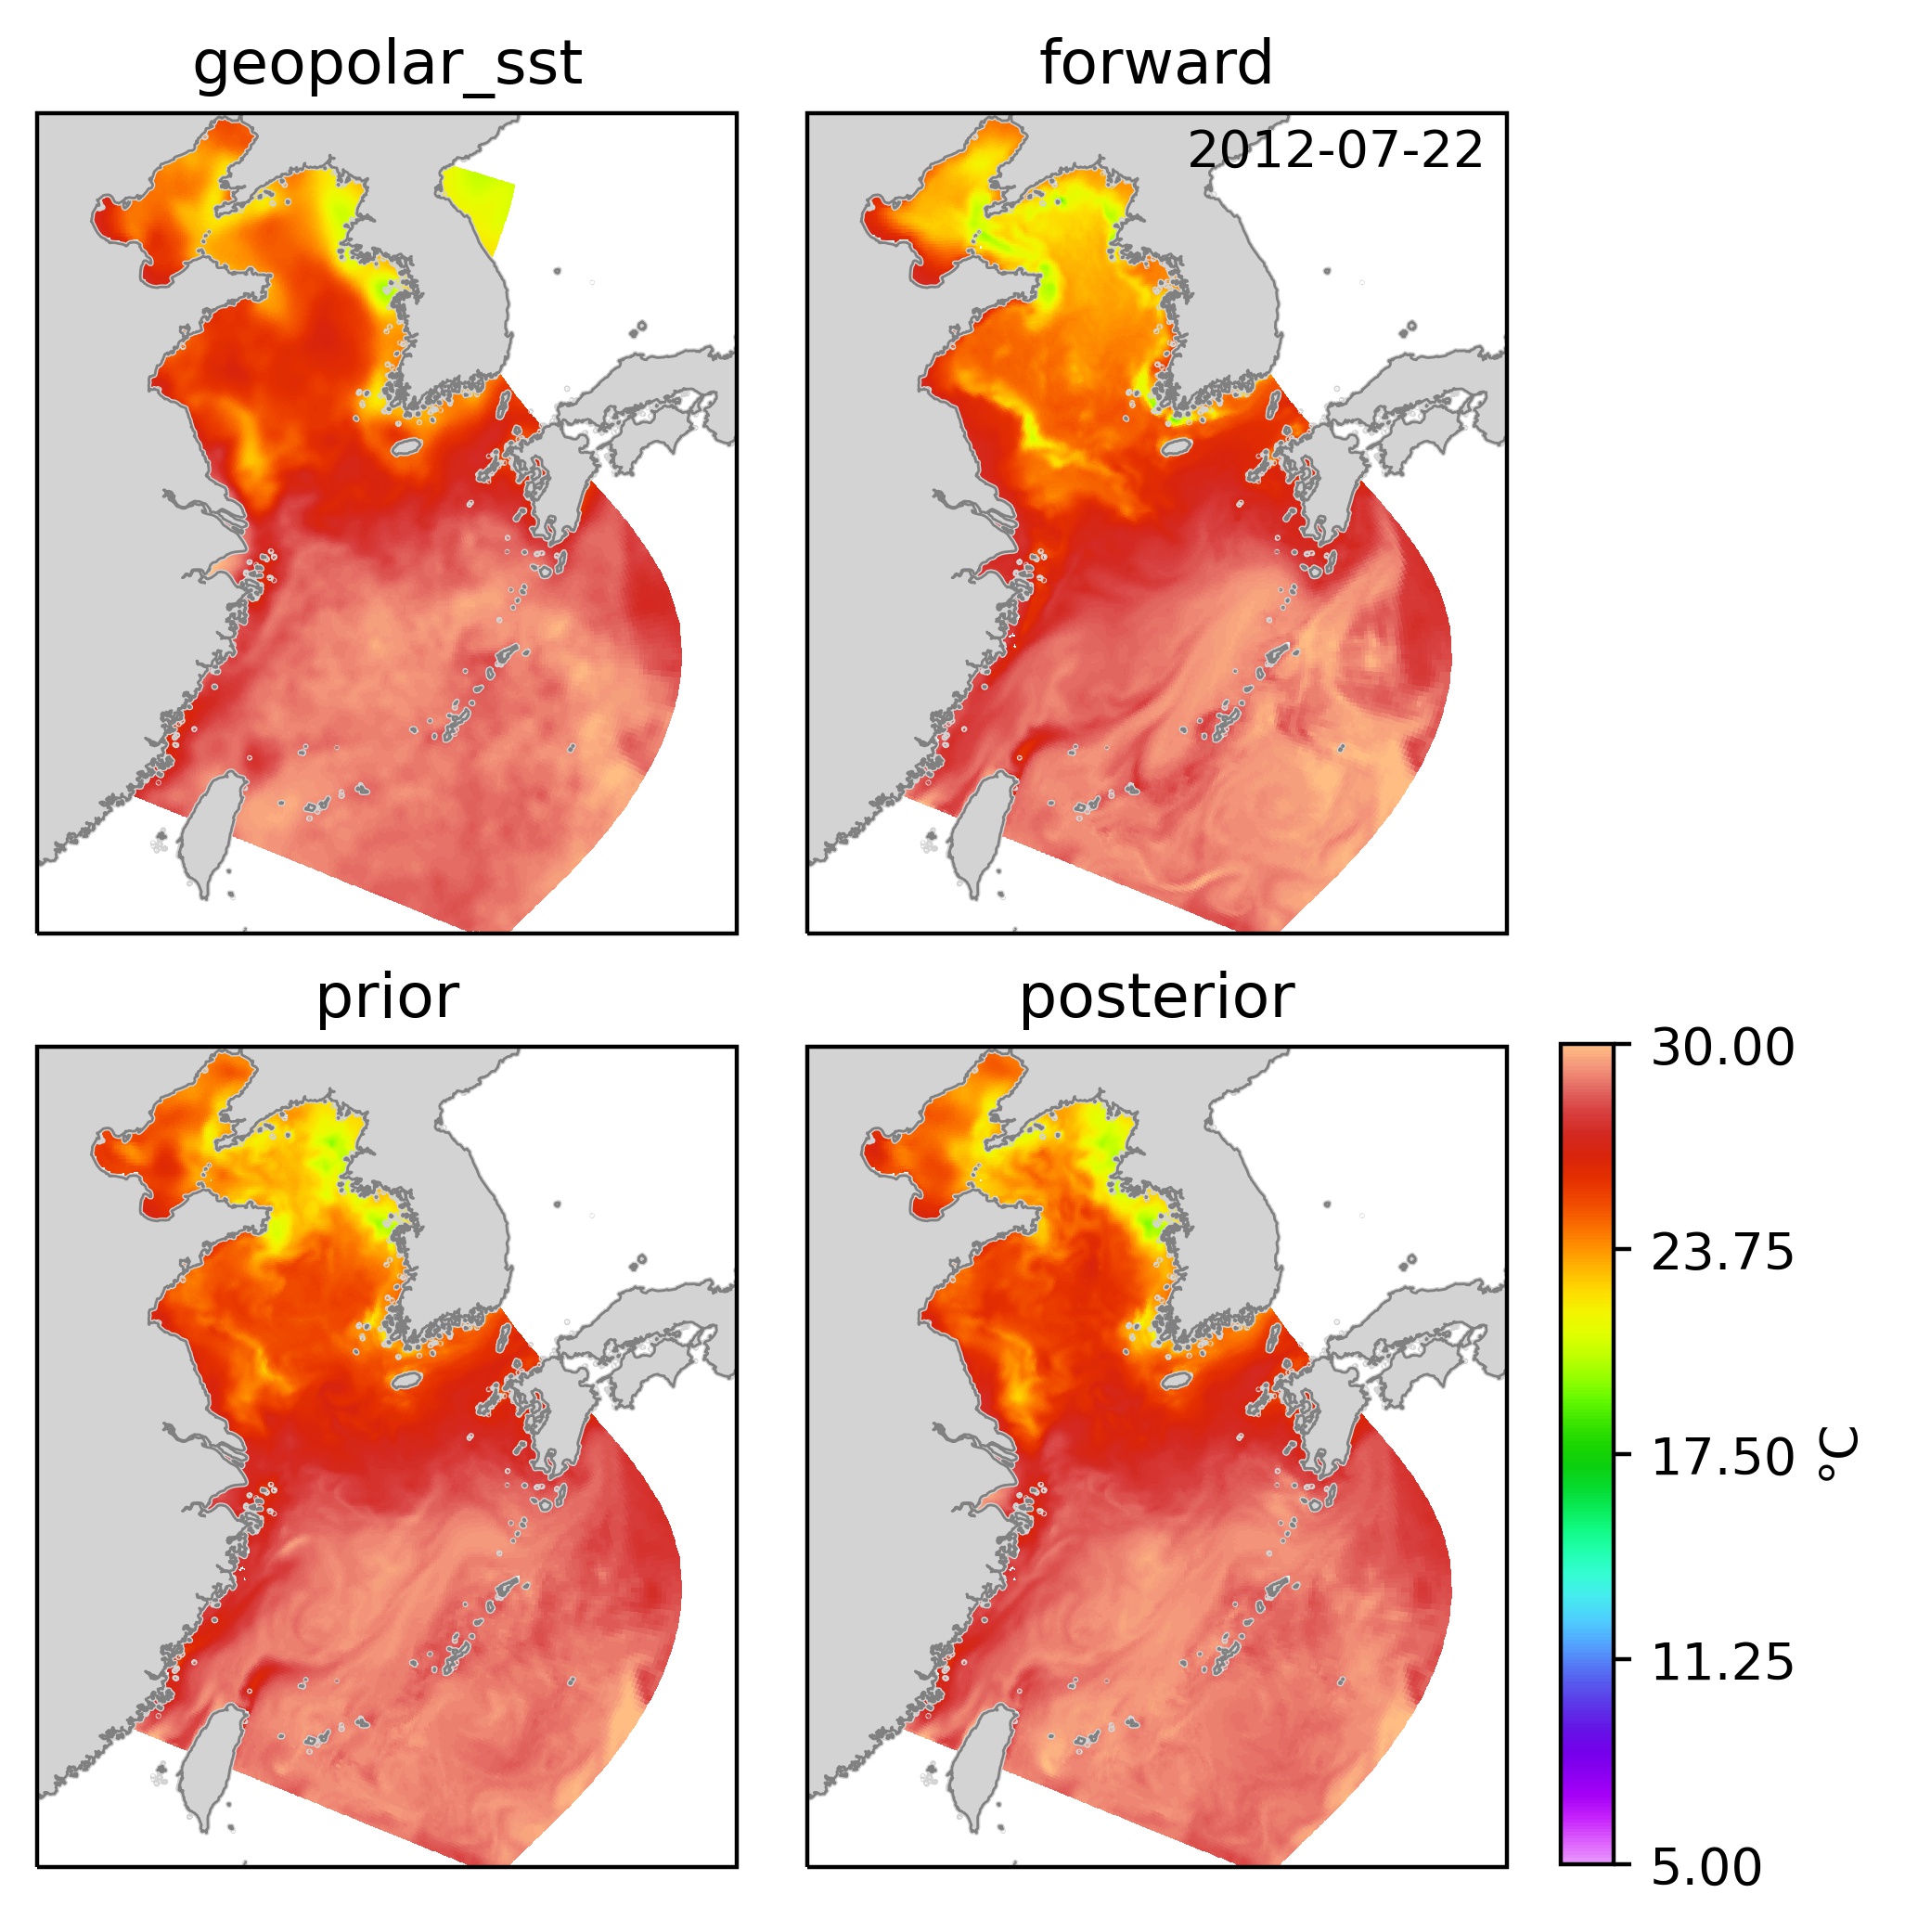 geopolar_sst
forward
2012-07-22
prior
posterior
30.00
23.75
17.50
11.25
5.00
°C